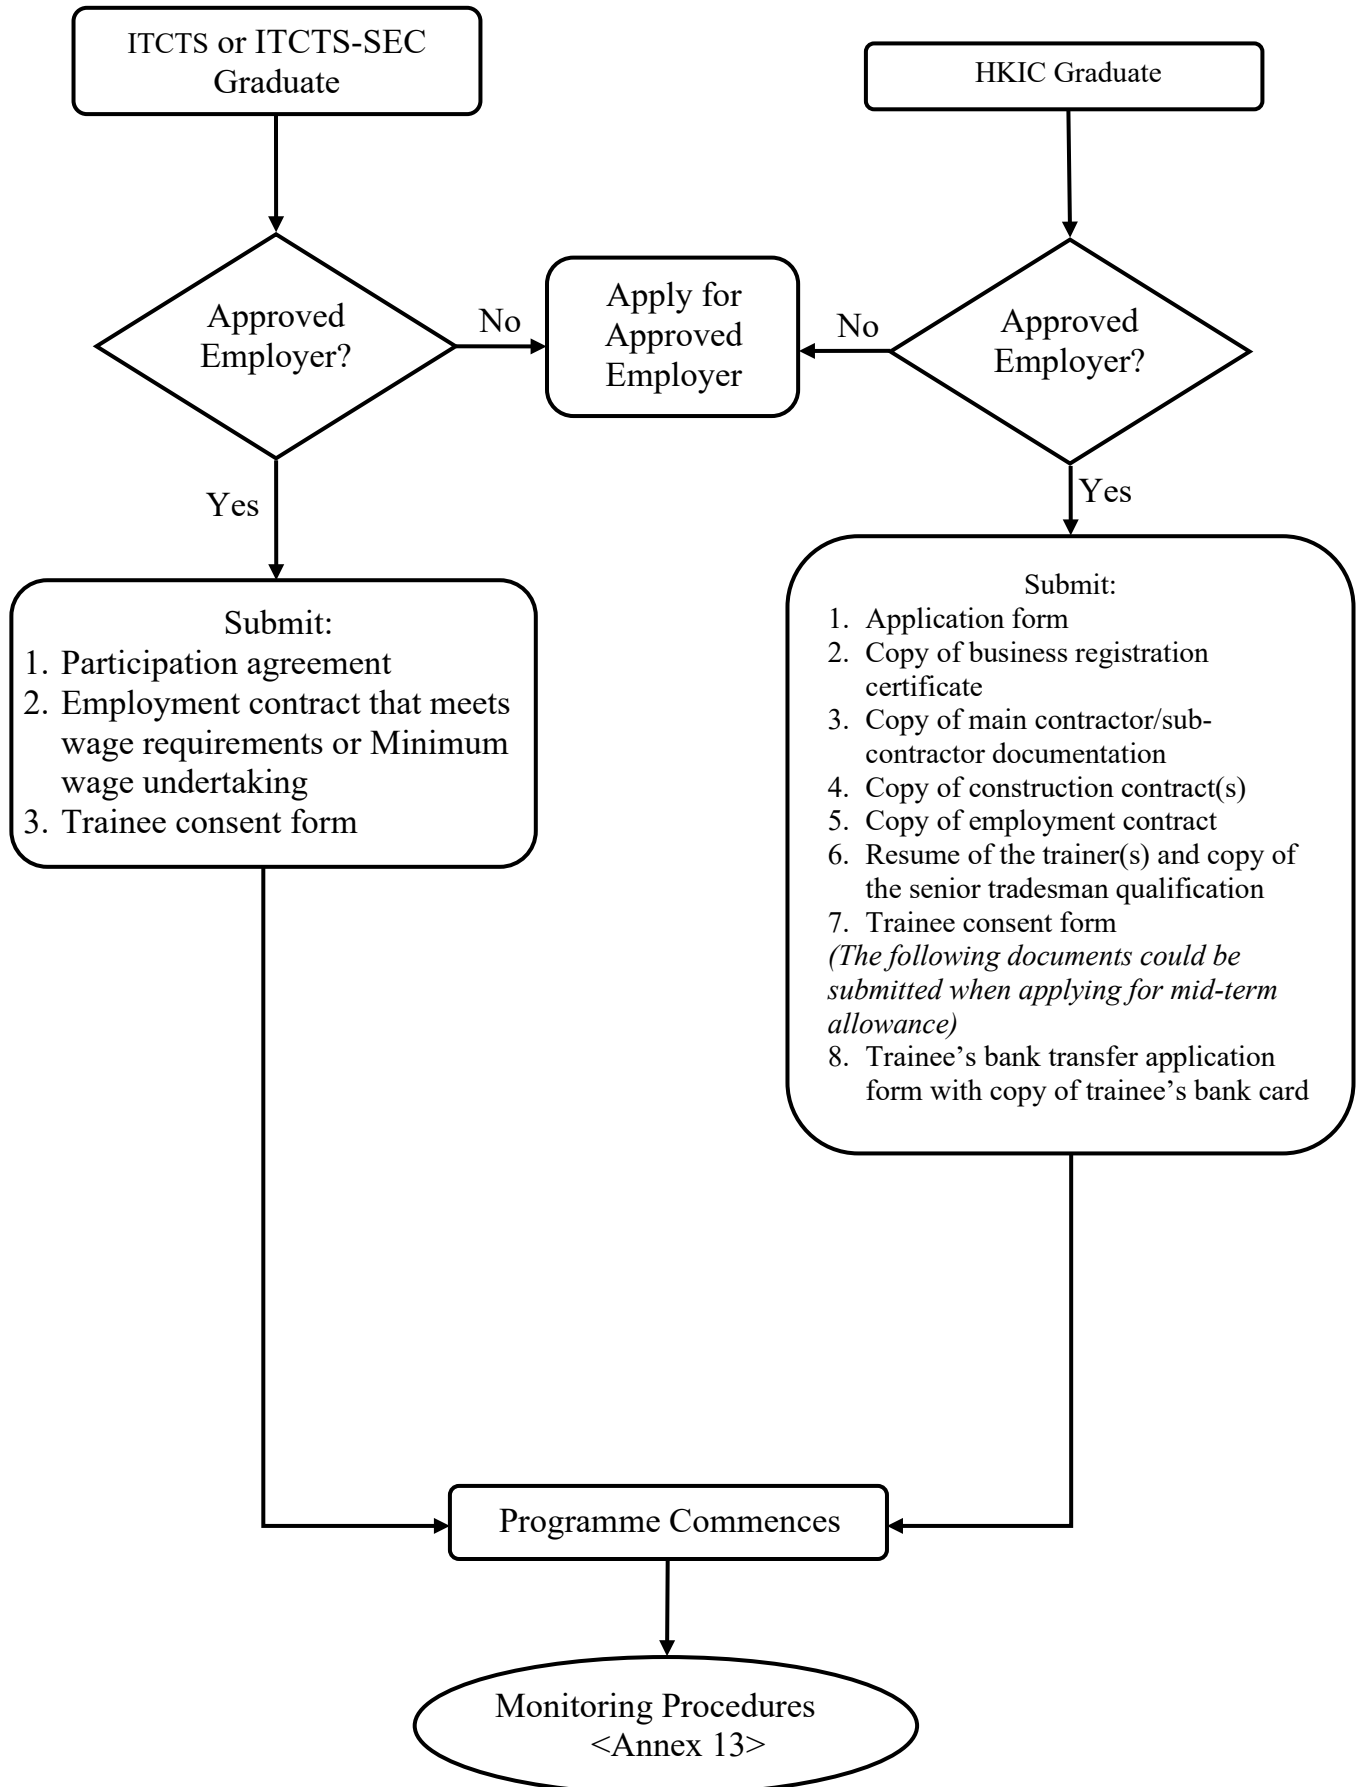 ITCTS or ITCTS-SEC
Graduate
HKIC Graduate
Approved
Employer?
No
Apply for
Approved
Employer
No
Approved
Employer?
Yes
Yes
Submit:
1. Participation agreement
2. Employment contract that meets
wage requirements or Minimum
wage undertaking
3. Trainee consent form
Submit:
1. Application form
2. Copy of business registration
certificate
3. Copy of main contractor/sub-
contractor documentation
4. Copy of construction contract(s)
5. Copy of employment contract
6. Resume of the trainer(s) and copy of
the senior tradesman qualification
7. Trainee consent form
(The following documents could be
submitted when applying for mid-term
allowance)
8. Trainee’s bank transfer application
form with copy of trainee’s bank card
Programme Commences
Monitoring Procedures
<Annex 13>